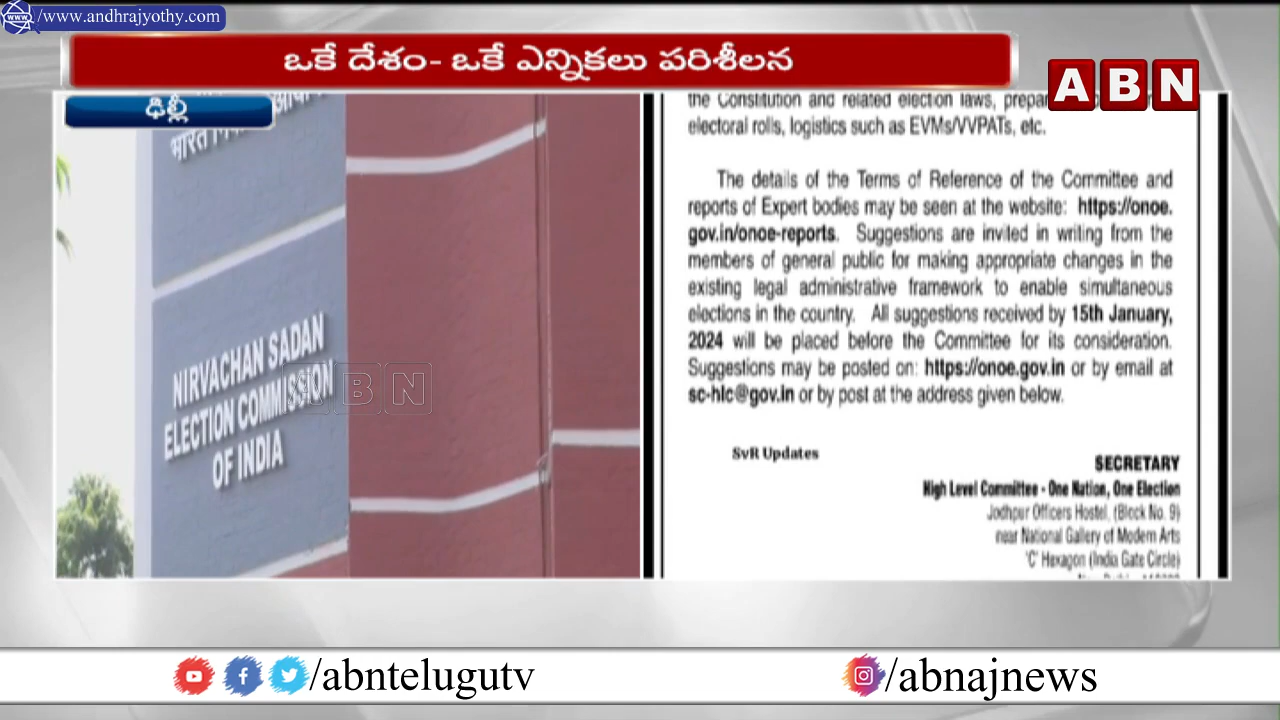 www./www.andhrajyothy.com
ఒకే దేశం- ఒకే ఎన్నికలు పరిశీలన
ABN
ఢిల్లీ
भारत
NIRVACHAN SADAN
ELECTION COMMISSION
OF INDIA
ABN
the Constitution and related election laws,
electoral rolls, logistics such as EVMs/VVPATs, etc.
The details of the Terms of Reference of the Committee and
reports of Expert bodies may be seen at the website: https://onoe.
gov.in/onoe-reports. Suggestions are invited in writing from the
members of general public for making appropriate changes in the
existing legal administrative framework to enable simultaneous
elections in the country. All suggestions received by 15th January,
2024 will be placed before the Committee for its consideration.
Suggestions may be posted on: https://onoe.gov.in or by email at
sc-hlc@gov.in or by post at the address given below.
SvR Updates
SECRETARY
High Level Committee - One Nation, One Election
Jodhpur Officers Hostel, (Block No. 9)
near National Gallery of Modern Arts
'C' Hexagon (India Gate Circle)
/abntelugutv
/abnajnews